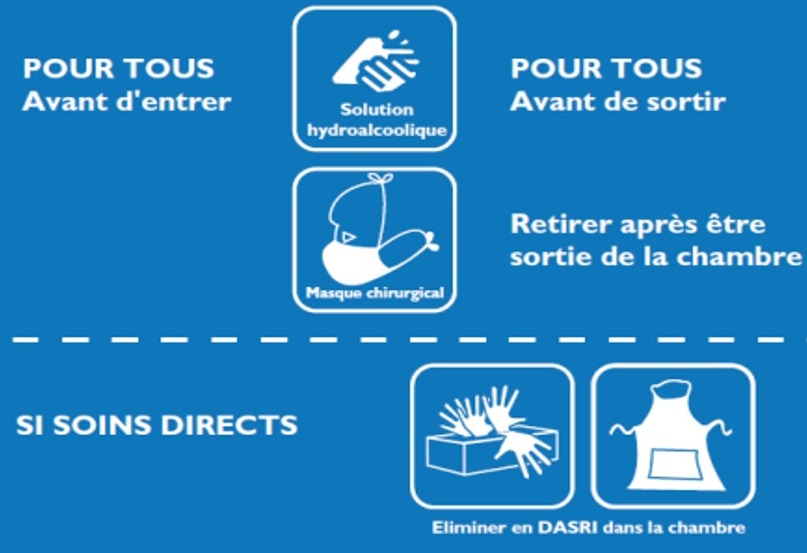 POUR TOUS
Avant d'entrer
Solution
hydroalcoolique
POUR TOUS
Avant de sortir
Masque chirurgical
Retirer après être
sortie de la chambre
SI SOINS DIRECTS
Eliminer en DASRI dans la chambre